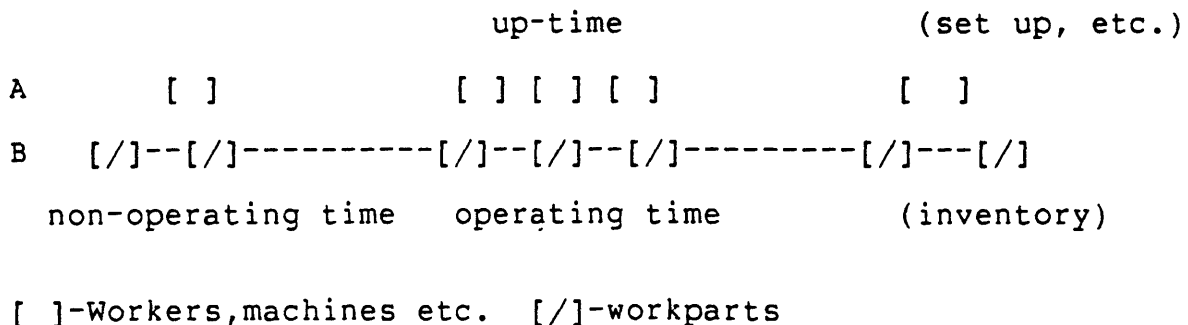 up-time (set up, etc.)
A [ ] [ ] [ ] [ ] [ ]
B [/]--[/]----------[/]--[/]--[/]---------[/]---[/]
non-operating time operating time (inventory)
[ ]-Workers,machines etc. [/]-workparts